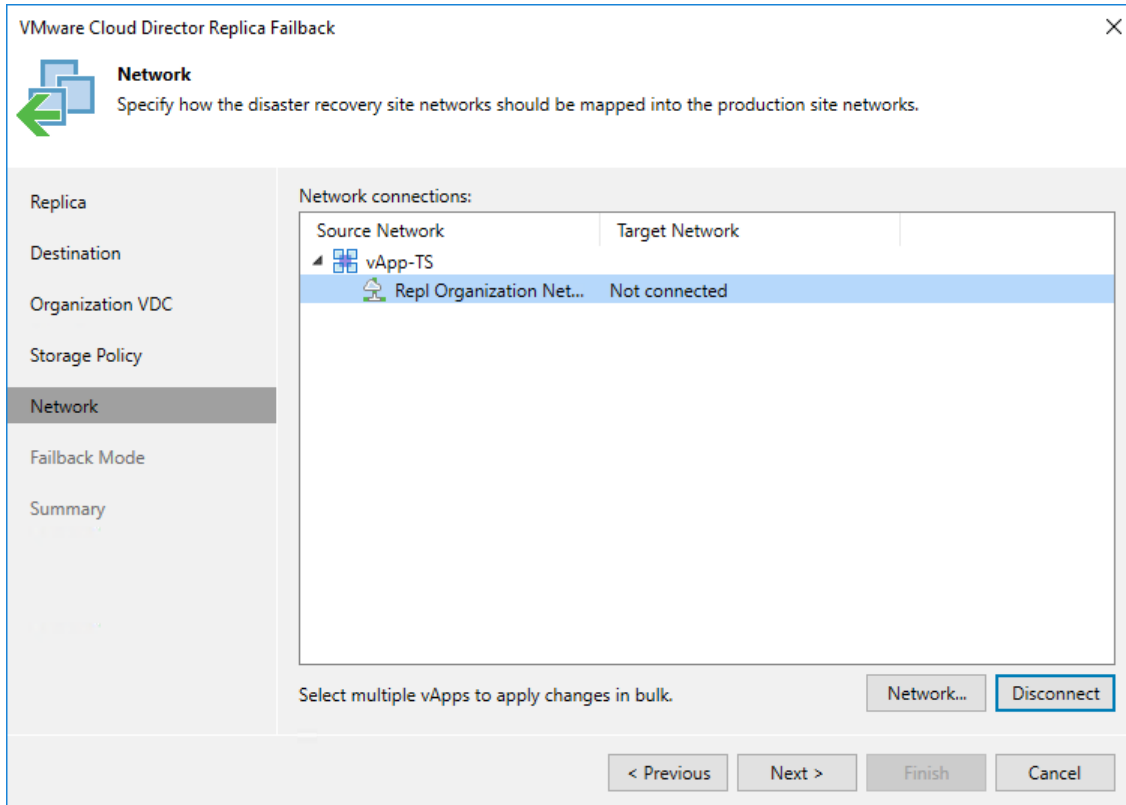 VMware Cloud Director Replica Failback
Network
Specify how the disaster recovery site networks should be mapped into the production site networks.
Replica
Destination
Organization VDC
Storage Policy
Network
Failback Mode
Summary
Network connections:
Source Network Target Network
vApp-TS
Repl Organization Net... Not connected
Select multiple vApps to apply changes in bulk.
Network... Disconnect
< Previous Next > Finish Cancel